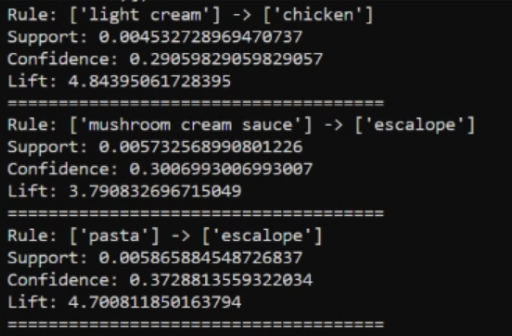 Rule: ['light cream'] -> ['chicken']
Support: 0.004532728969470737
Confidence: 0.29059829059829057
Lift: 4.84395061728395
=====================================
Rule: ['mushroom cream sauce'] -> ['escalope']
Support: 0.005732568990801226
Confidence: 0.3006993006993007
Lift: 3.790832696715049
=====================================
Rule: ['pasta'] -> ['escalope']
Support: 0.005865884548726837
Confidence: 0.3728813559322034
Lift: 4.700811850163794
=====================================